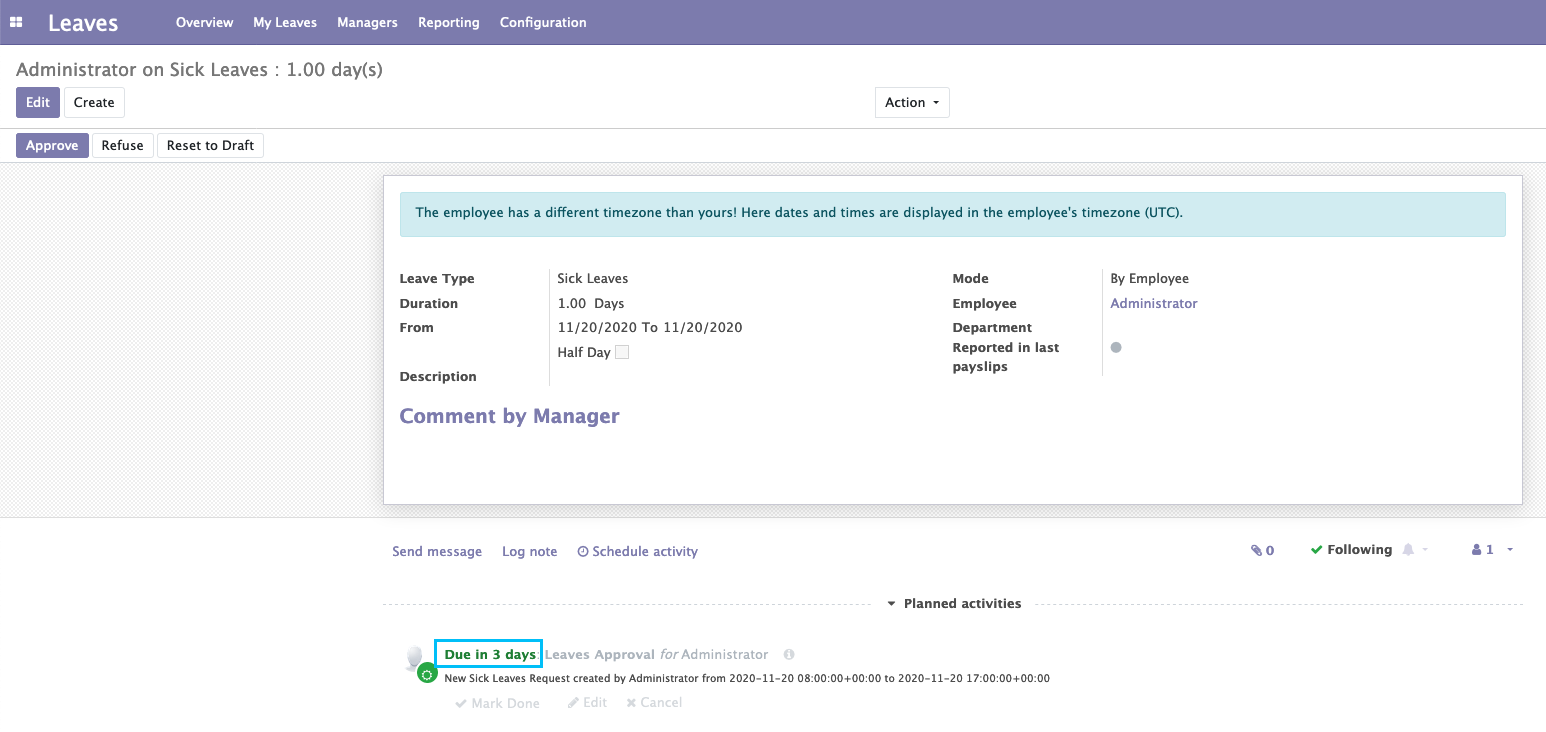 Leaves Overview My Leaves Managers Reporting Configuration
Administrator on Sick Leaves : 1.00 day(s)
Edit Create Action
Approve Refuse Reset to Draft
The employee has a different timezone than yours! Here dates and times are displayed in the employee's timezone (UTC).
Leave Type Sick Leaves
Duration 1.00 Days
From 11/20/2020 To 11/20/2020
Half Day
Description
Mode By Employee
Employee Administrator
Department
Reported in last
payslips
Comment by Manager
Send message Log note Schedule activity 0 Following 1
Planned activities
Due in 3 days: Leaves Approval for Administrator
New Sick Leaves Request created by Administrator from 2020-11-20 08:00:00+00:00 to 2020-11-20 17:00:00+00:00
Mark Done Edit Cancel